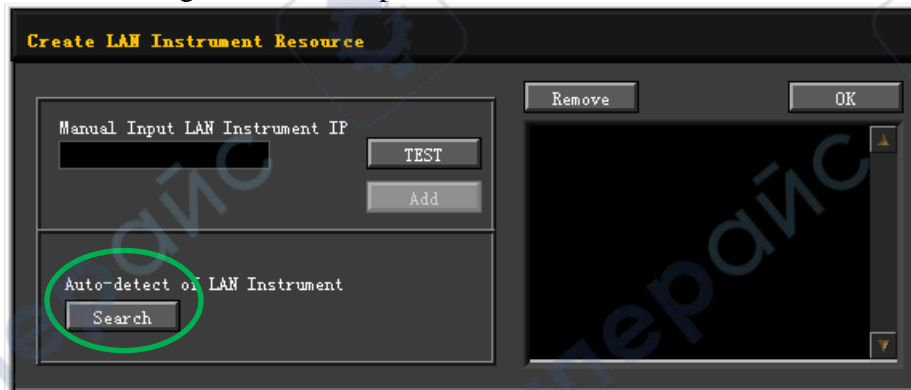 Create LAN Instrument Resource
Remove
OK
Manual Input LAN Instrument IP
TEST
Add
Auto-detect of LAN Instrument
Search